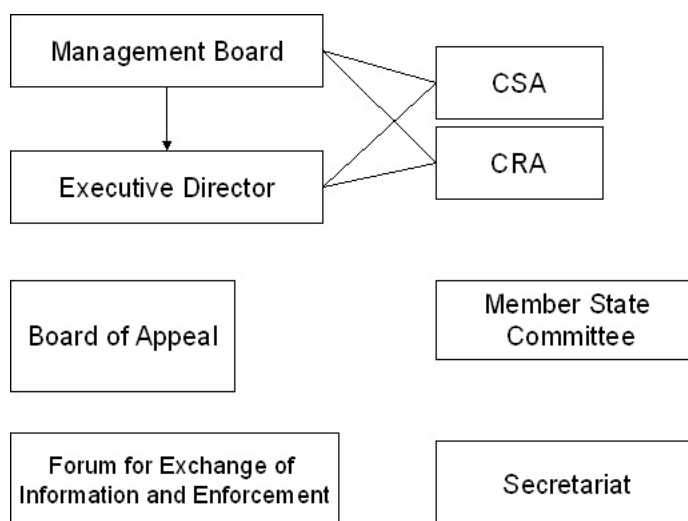 Management Board
CSA
CRA
Executive Director
Board of Appeal
Member State
Committee
Forum for Exchange of
Information and Enforcement
Secretariat